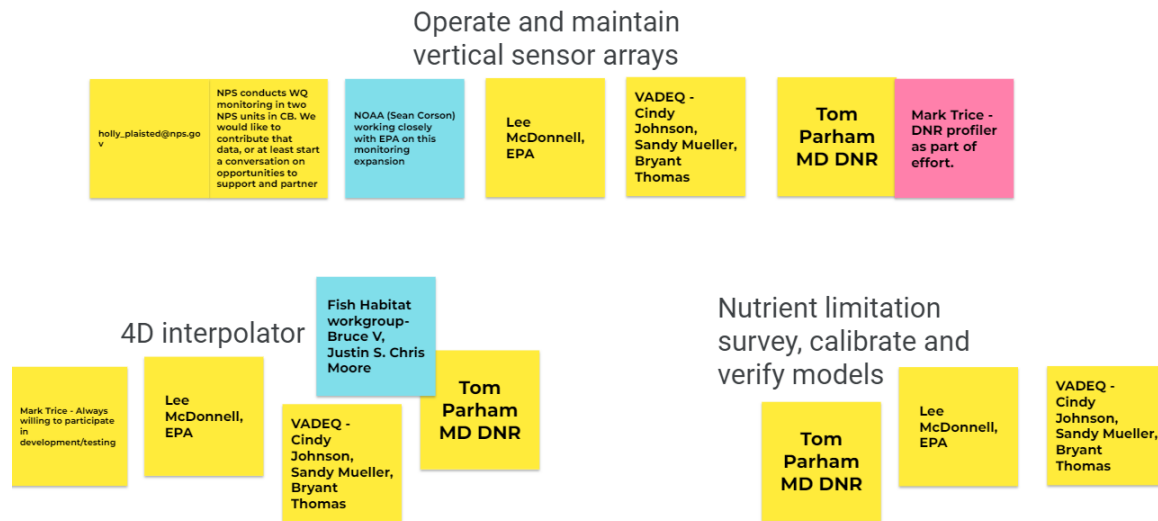 Operate and maintain
vertical sensor arrays
holly_plaisted@nps.go
v
NPS conducts WQ
monitoring in two
NPS units in CB. We
would like to
contribute that
data, or at least start
a conversation on
opportunities to
support and partner
NOAA (Sean Corson)
working closely
with EPA on this
monitoring
expansion
Lee
McDonnell,
EPA
VADEQ -
Cindy
Johnson,
Sandy Mueller,
Bryant
Thomas
Tom
Parham
MD DNR
Mark Trice -
DNR profiler
as part of
effort.
4D interpolator
Mark Trice - Always
willing to participate
in
development/testing
Lee
McDonnell,
EPA
Fish Habitat
workgroup-
Bruce V,
Justin S. Chris
Moore
VADEQ -
Cindy
Johnson,
Sandy Mueller,
Bryant
Thomas
Tom
Parham
MD DNR
Nutrient limitation
survey, calibrate and
verify models
Tom
Parham
MD DNR
Lee
McDonnell,
EPA
VADEQ -
Cindy
Johnson,
Sandy Mueller,
Bryant
Thomas